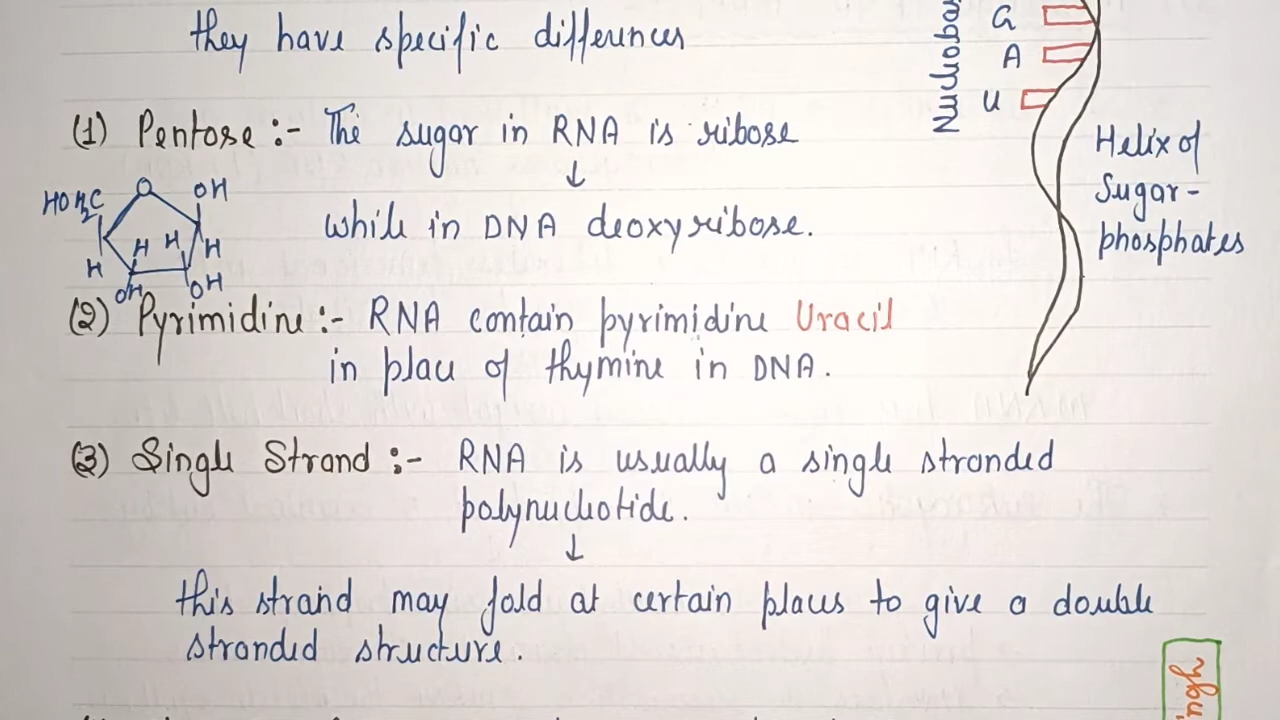 they have specific differences
(1) Pentose :- The sugar in RNA is ribose
↓
while in DNA deoxyribose.
HOH₂C
O
OH
H
H
H
H
OH
OH
(2) Pyrimidine :- RNA contain pyrimidine Uracil
in place of thymine in DNA.
(3) Single Strand :- RNA is usually a single stranded
polynucleotide.
↓
this strand may fold at certain places to give a double
stranded structure.
G
A
U
Helix of
Sugar-
phosphates